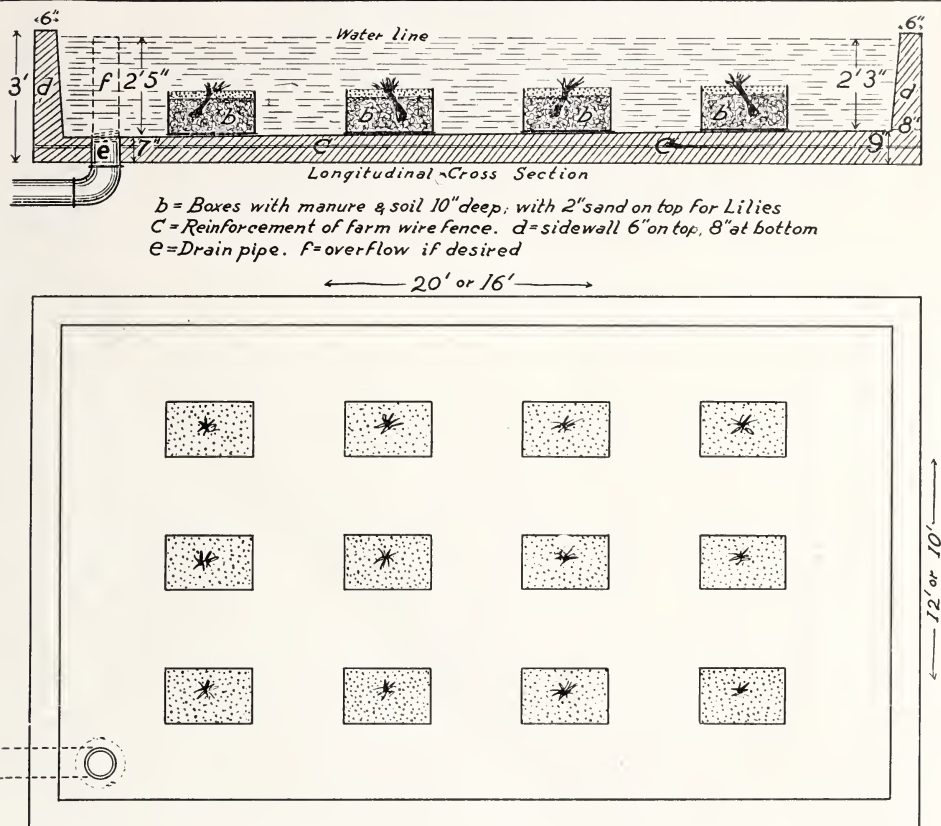 6" 6"
Water line
3' d f 2'5" b b b b 2'3" d
8"
e 7" C C 9"
Longitudinal Cross Section
b = Boxes with manure & soil 10" deep; with 2" sand on top for Lilies
C = Reinforcement of farm wire fence. d = sidewall 6" on top, 8" at bottom
e = Drain pipe. f = overflow if desired
20' or 16'
12' or 10'